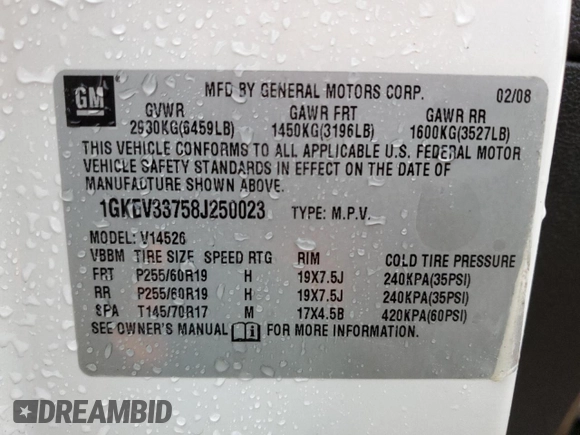 GM
MFD BY GENERAL MOTORS CORP. 02/08
GVWR GAWR FRT GAWR RR
2930KG(6459LB) 1450KG(3196LB) 1600KG(3527LB)
THIS VEHICLE CONFORMS TO ALL APPLICABLE U.S. FEDERAL MOTOR
VEHICLE SAFETY STANDARDS IN EFFECT ON THE DATE OF
MANUFACTURE SHOWN ABOVE.
1GKEV33758J250023 TYPE: M.P.V.
MODEL: V14526
VBBM TIRE SIZE SPEED RTG RIM COLD TIRE PRESSURE
FRT P255/60R19 H 19X7.5J 240KPA(35PSI)
RR P255/60R19 H 19X7.5J 240KPA(35PSI)
SPA T145/70R17 M 17X4.5B 420KPA(60PSI)
SEE OWNER'S MANUAL FOR MORE INFORMATION.
DREAMBID